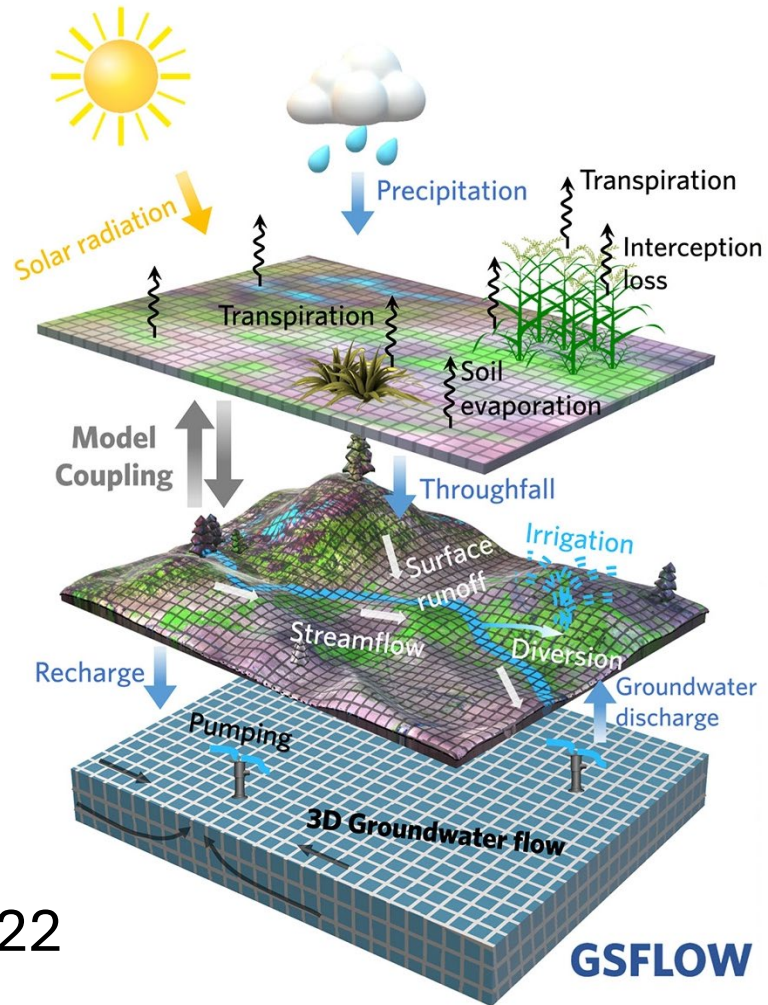 Precipitation
Solar radiation
Transpiration
Interception
loss
Transpiration
Soil
evaporation
Model
Coupling
Throughfall
Irrigation
Surface
runoff
Streamflow
Diversion
Recharge
Groundwater
discharge
Pumping
3D Groundwater flow
22
GSFLOW